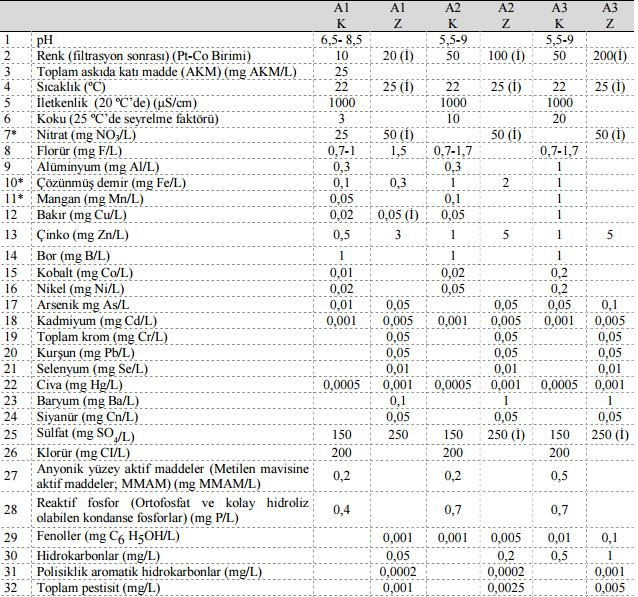 A1 A1 A2 A2 A3 A3
K Z K Z K Z
1 pH 6,5- 8,5 5,5-9 5,5-9
2 Renk (filtrasyon sonrası) (Pt-Co Birimi) 10 20 (İ) 50 100 (İ) 50 200(İ)
3 Toplam askıda katı madde (AKM) (mg AKM/L) 25
4 Sıcaklık (ºC) 22 25 (İ) 22 25 (İ) 22 25 (İ)
5 İletkenlik (20 ºC’de) (µS/cm) 1000 1000 1000
6 Koku (25 ºC’de seyrelme faktörü) 3 10 20
7* Nitrat (mg NO3/L) 25 50 (İ) 50 (İ) 50 (İ)
8 Florür (mg F/L) 0,7-1 1,5 0,7-1,7 0,7-1,7
9 Alüminyum (mg Al/L) 0,3 0,3 1
10* Çözünmüş demir (mg Fe/L) 0,1 0,3 1 2 1
11* Mangan (mg Mn/L) 0,05 0,1 1
12 Bakır (mg Cu/L) 0,02 0,05 (İ) 0,05 1
13 Çinko (mg Zn/L) 0,5 3 1 5 1 5
14 Bor (mg B/L) 1 1 1
15 Kobalt (mg Co/L) 0,01 0,02 0,2
16 Nikel (mg Ni/L) 0,02 0,05 0,2
17 Arsenik mg As/L 0,01 0,05 0,05 0,05 0,1
18 Kadmiyum (mg Cd/L) 0,001 0,005 0,001 0,005 0,001 0,005
19 Toplam krom (mg Cr/L) 0,05 0,05 0,05
20 Kurşun (mg Pb/L) 0,05 0,05 0,05
21 Selenyum (mg Se/L) 0,01 0,01 0,01
22 Civa (mg Hg/L) 0,0005 0,001 0,0005 0,001 0,0005 0,001
23 Baryum (mg Ba/L) 0,1 1 1
24 Siyanür (mg Cn/L) 0,05 0,05 0,05
25 Sülfat (mg SO4/L) 150 250 150 250 (İ) 150 250 (İ)
26 Klorür (mg Cl/L) 200 200 200
27 Anyonik yüzey aktif maddeler (Metilen mavisine
aktif maddeler; MMAM) (mg MMAM/L) 0,2 0,2 0,5
28 Reaktif fosfor (Ortofosfat ve kolay hidroliz
olabilen kondanse fosforlar) (mg P/L) 0,4 0,7 0,7
29 Fenoller (mg C6 H5OH/L) 0,001 0,001 0,005 0,01 0,1
30 Hidrokarbonlar (mg/L) 0,05 0,2 0,5 1
31 Polisiklik aromatik hidrokarbonlar (mg/L) 0,0002 0,0002 0,001
32 Toplam pestisit (mg/L) 0,001 0,0025 0,005